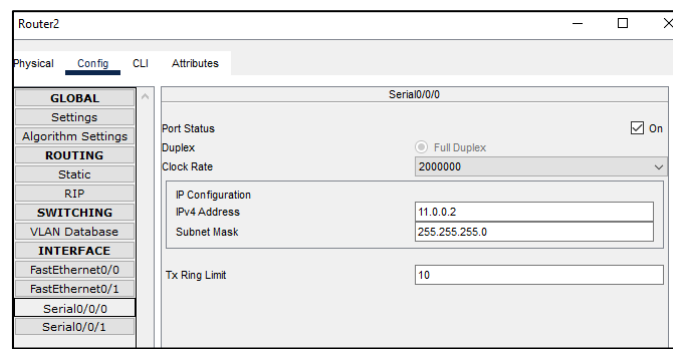 Router2
Physical Config CLI Attributes
GLOBAL
Settings
Algorithm Settings
ROUTING
Static
RIP
SWITCHING
VLAN Database
INTERFACE
FastEthernet0/0
FastEthernet0/1
Serial0/0/0
Serial0/0/1
Serial0/0/0
Port Status On
Duplex Full Duplex
Clock Rate 2000000
IP Configuration
IPv4 Address 11.0.0.2
Subnet Mask 255.255.255.0
Tx Ring Limit 10